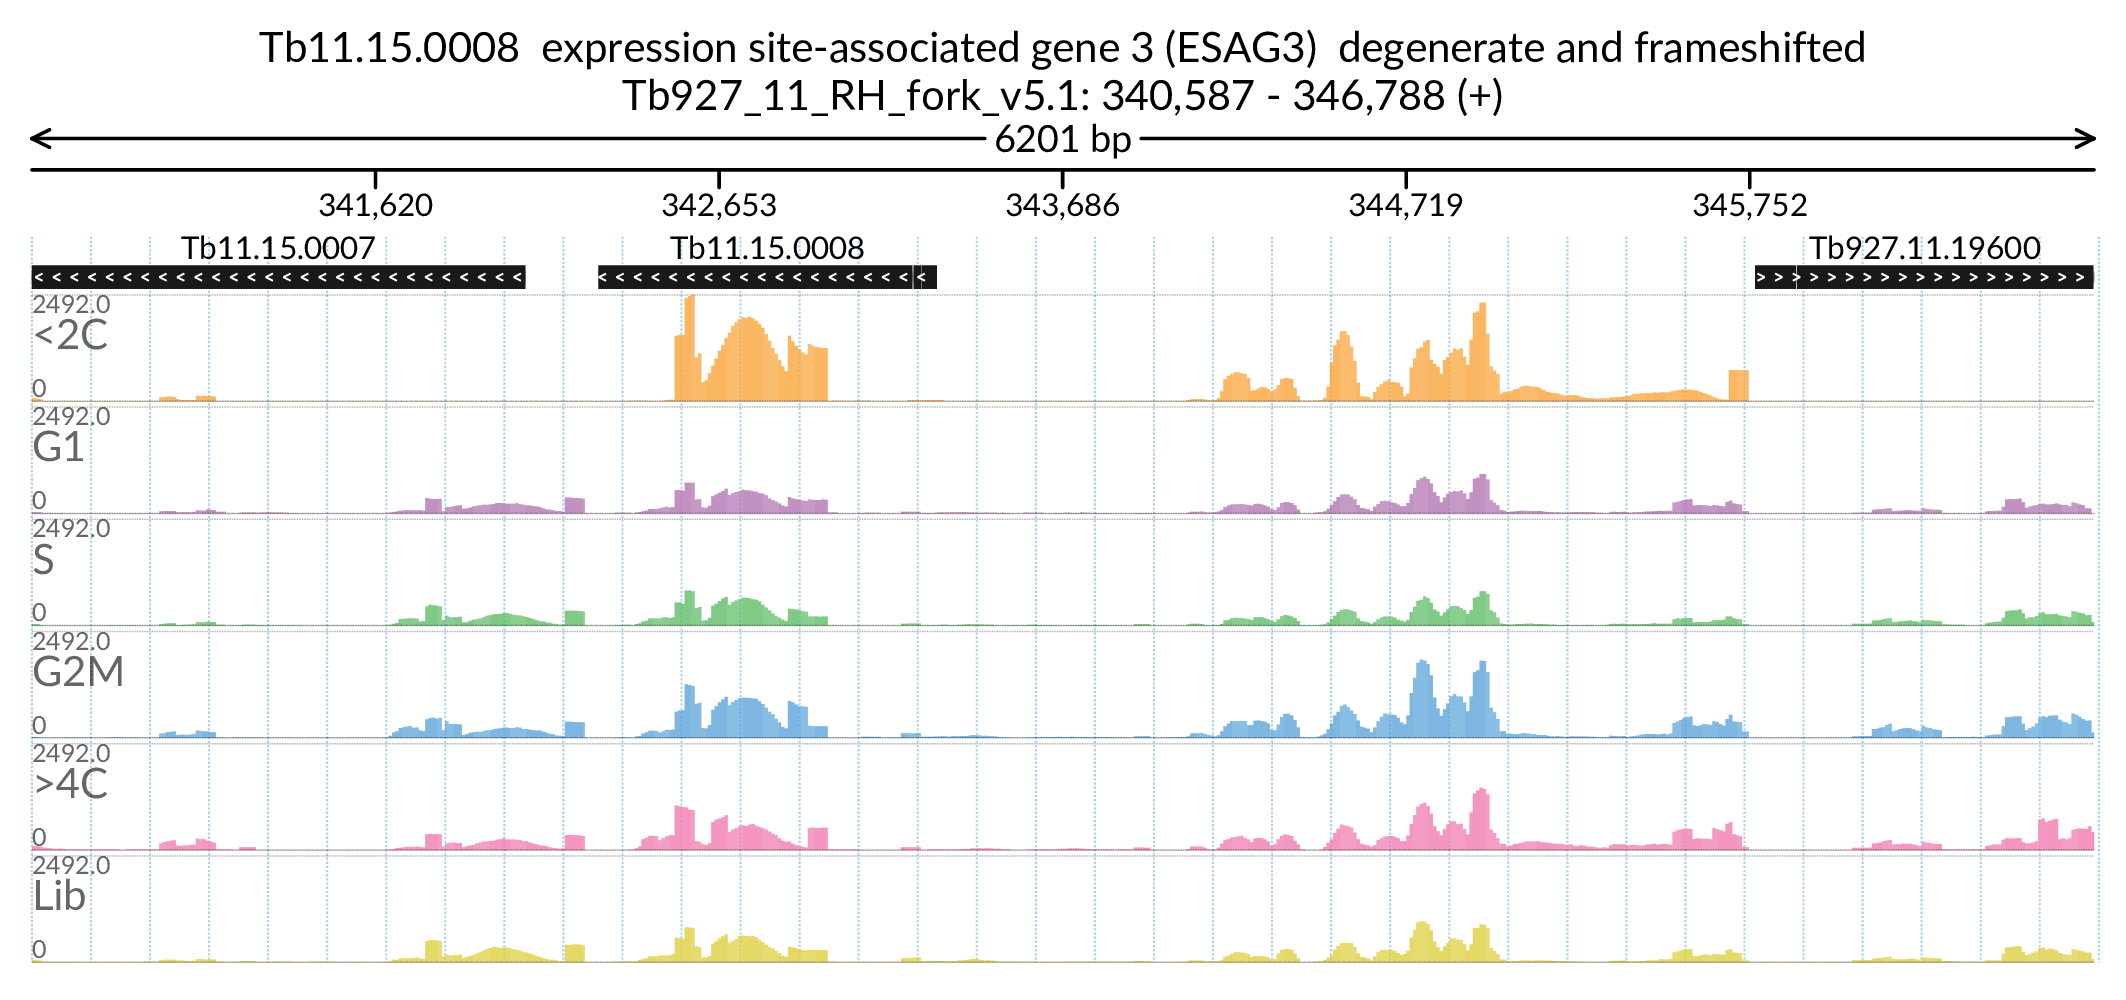 Tb11.15.0008  expression site-associated gene 3 (ESAG3)  degenerate and frameshifted
Tb927_11_RH_fork_v5.1: 340,587 - 346,788 (+)
6201 bp
341,620 342,653 343,686 344,719 345,752
Tb11.15.0007 Tb11.15.0008 Tb927.11.19600
2492.0
<2C
0
2492.0
G1
0
2492.0
S
0
2492.0
G2M
0
2492.0
>4C
0
2492.0
Lib
0